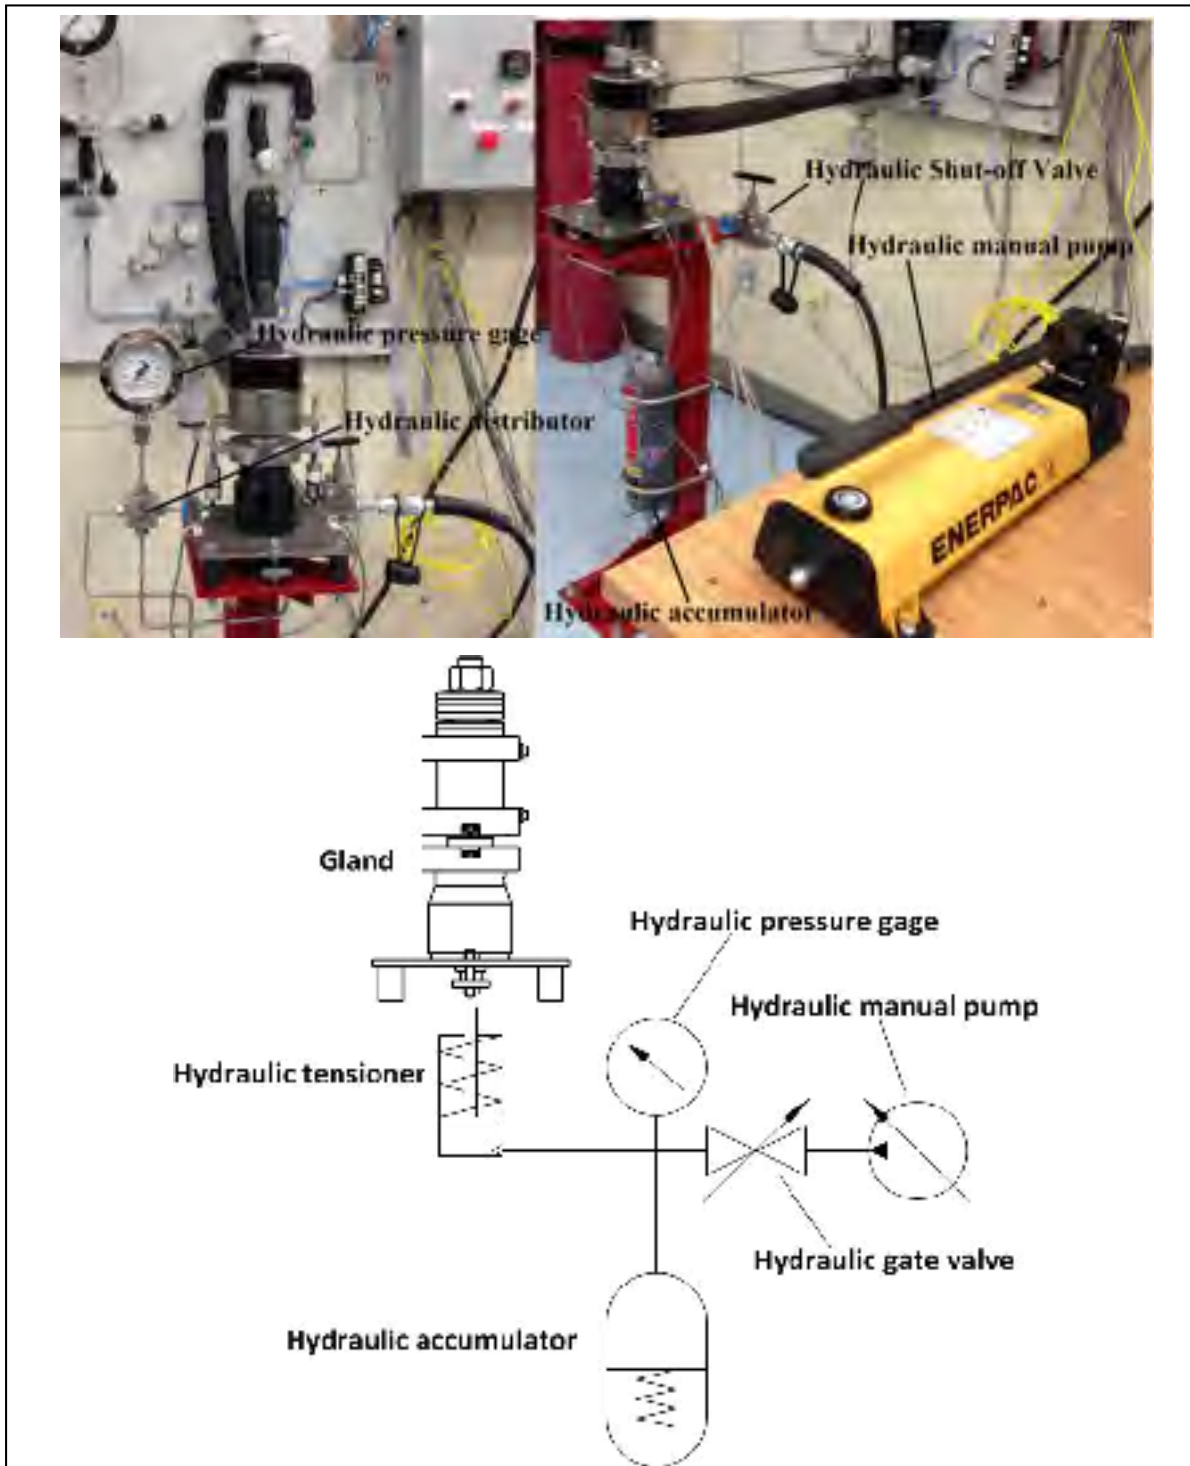 Hydraulic Shut-off Valve
Hydraulic manual pump
Hydraulic pressure gage
Hydraulic distributor
ENERPAC
Hydraulic accumulator
Gland
Hydraulic pressure gage
Hydraulic manual pump
Hydraulic tensioner
Hydraulic gate valve
Hydraulic accumulator